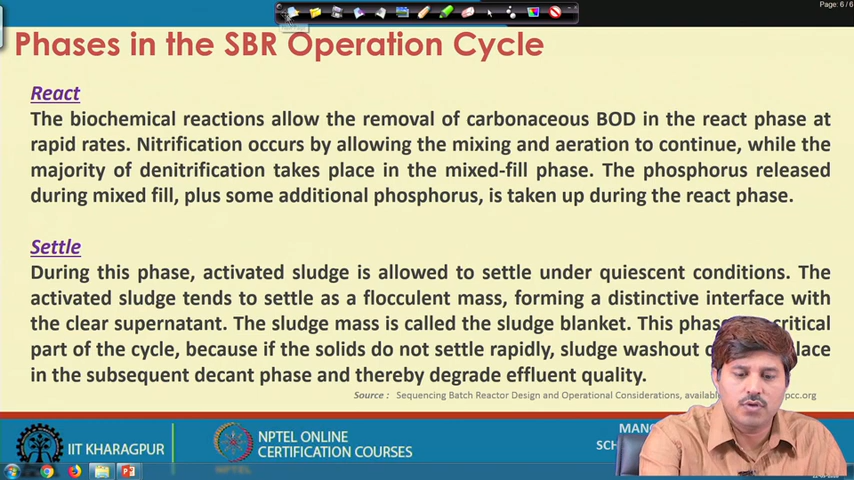 Page: 6 / 6
Phases in the SBR Operation Cycle
React
The biochemical reactions allow the removal of carbonaceous BOD in the react phase at
rapid rates. Nitrification occurs by allowing the mixing and aeration to continue, while the
majority of denitrification takes place in the mixed-fill phase. The phosphorus released
during mixed fill, plus some additional phosphorus, is taken up during the react phase.
Settle
During this phase, activated sludge is allowed to settle under quiescent conditions. The
activated sludge tends to settle as a flocculent mass, forming a distinctive interface with
the clear supernatant. The sludge mass is called the sludge blanket. This phase critical
part of the cycle, because if the solids do not settle rapidly, sludge washout
in the subsequent decant phase and thereby degrade effluent quality.
Source : Sequencing Batch Reactor Design and Operational Considerations, pcc.org
IIT KHARAGPUR
NPTEL ONLINE
CERTIFICATION COURSES
NPTEL